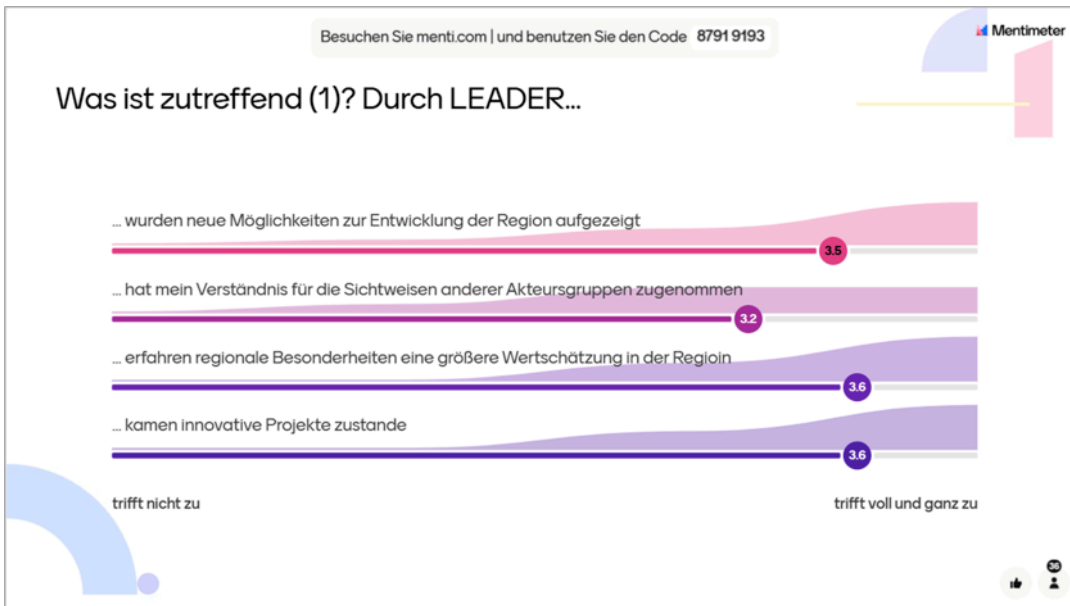 Besuchen Sie menti.com | und benutzen Sie den Code 8791 9193
Mentimeter
Was ist zutreffend (1)? Durch LEADER...
... wurden neue Möglichkeiten zur Entwicklung der Region aufgezeigt
3.5
... hat mein Verständnis für die Sichtweisen anderer Akteursgruppen zugenommen
3.2
... erfahren regionale Besonderheiten eine größere Wertschätzung in der Regioin
3.6
... kamen innovative Projekte zustande
3.6
trifft nicht zu
trifft voll und ganz zu
36